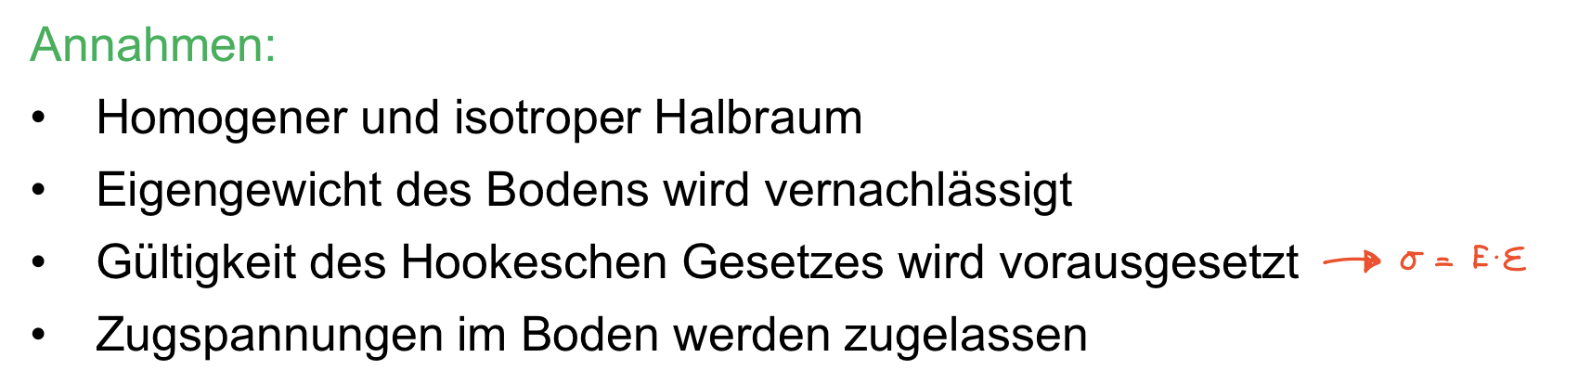 Annahmen:
• Homogener und isotroper Halbraum
• Eigengewicht des Bodens wird vernachlässigt
• Gültigkeit des Hookeschen Gesetzes wird vorausgesetzt → σ = E·ε
• Zugspannungen im Boden werden zugelassen